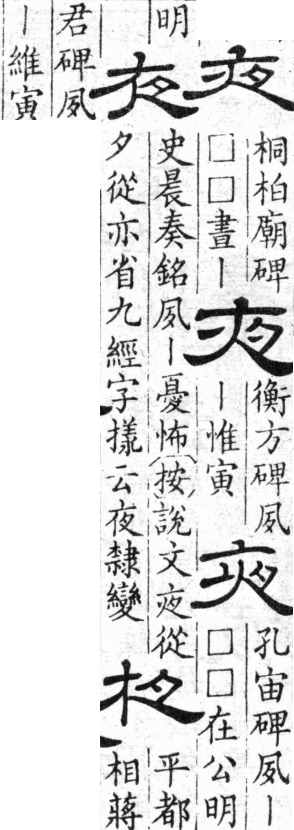 夜
桐柏廟碑
□□晝丨
夜
衡方碑夙
丨惟寅
夜
孔宙碑夙丨
□□在公明
明
夜
史晨奏銘夙丨憂怖(按)說文夜從
夕從亦省九經字樣云夜隸變
夜
平都
相蔣
君碑夙
丨維寅